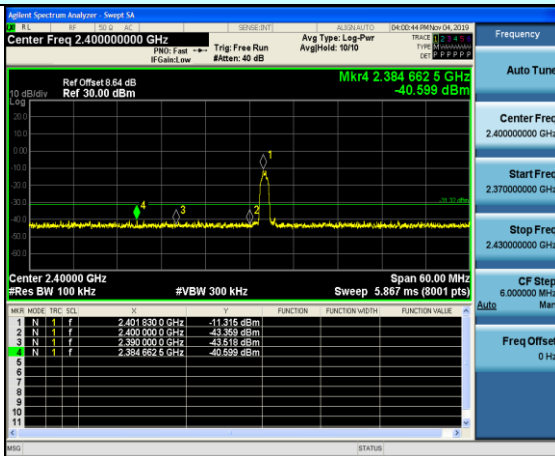 Agilent Spectrum Analyzer - Swept SA
RL RF 50 Ω AC SENSE:INT ALIGN AUTO 04:00:44 PM Nov 04, 2019
Center Freq 2.400000000 GHz
PNO: Fast
IFGain:Low
Trig: Free Run
#Atten: 40 dB
Avg Type: Log-Pwr
Avg|Hold: 10/10
TRACE 1 2 3 4 5 6
TYPE M
DET P P P P P P
Ref Offset 8.64 dB
Ref 30.00 dBm
10 dB/div
Log
Mkr4 2.384 662 5 GHz
-40.599 dBm
20.0
10.0
0.00
-10.0
-20.0
-30.0
-40.0
-50.0
-60.0
1
2
3
4
-31.32 dBm
Center 2.40000 GHz
#Res BW 100 kHz
#VBW 300 kHz
Span 60.00 MHz
Sweep 5.867 ms (8001 pts)
MKR MODE TRC SCL X Y FUNCTION FUNCTION WIDTH FUNCTION VALUE
1 N 1 f 2.401 830 0 GHz -11.315 dBm
2 N 1 f 2.400 000 0 GHz -43.359 dBm
3 N 1 f 2.390 000 0 GHz -43.518 dBm
4 N 1 f 2.384 662 5 GHz -40.599 dBm
5
6
7
8
9
10
11
MSG STATUS
Frequency
Auto Tune
Center Freq
2.400000000 GHz
Start Freq
2.370000000 GHz
Stop Freq
2.430000000 GHz
CF Step
6.000000 MHz
Auto Man
Freq Offset
0 Hz